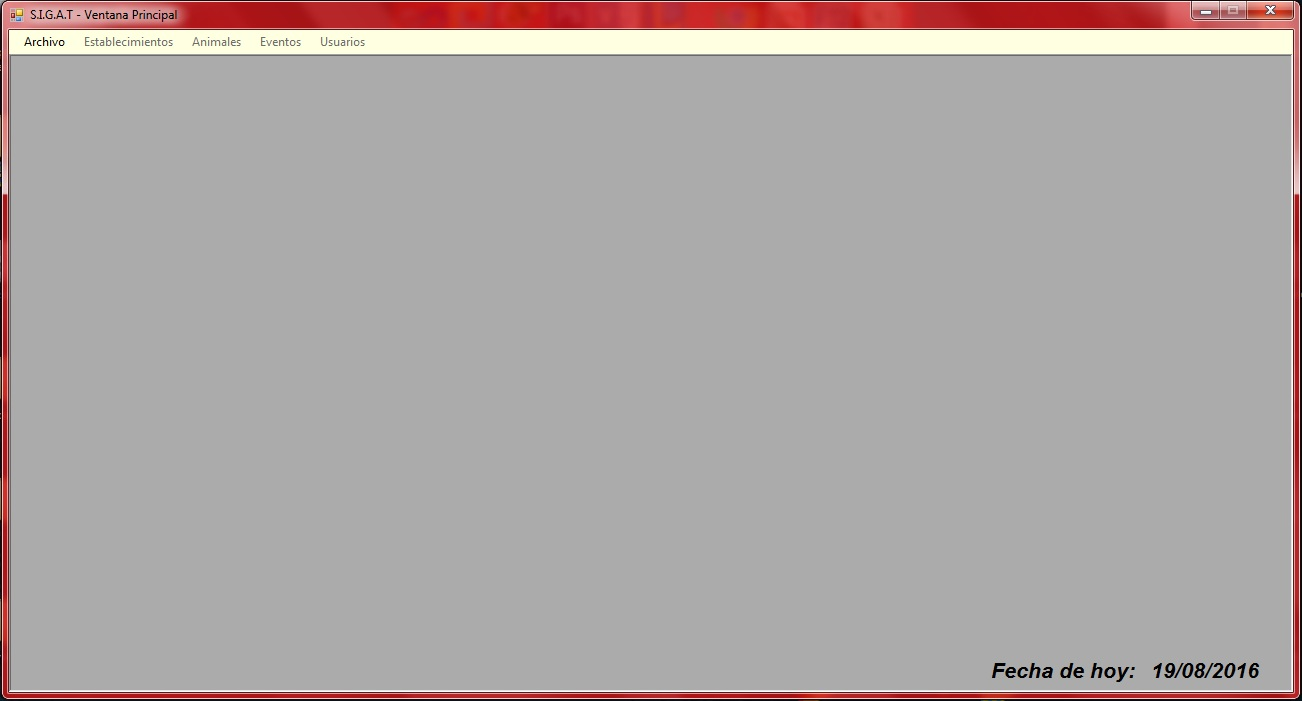 S.I.G.A.T - Ventana Principal
Archivo Establecimientos Animales Eventos Usuarios
Fecha de hoy: 19/08/2016